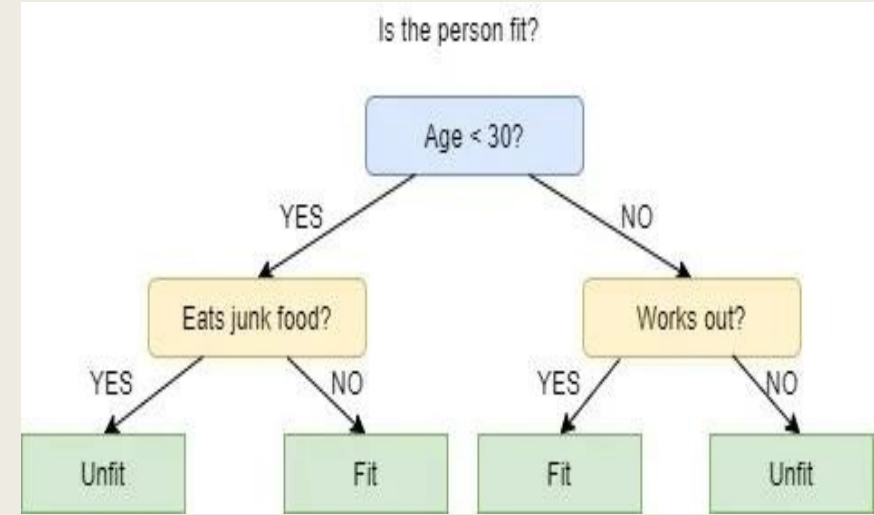 Is the person fit?
Age < 30?
YES
NO
Eats junk food?
Works out?
YES
NO
YES
NO
Unfit
Fit
Fit
Unfit